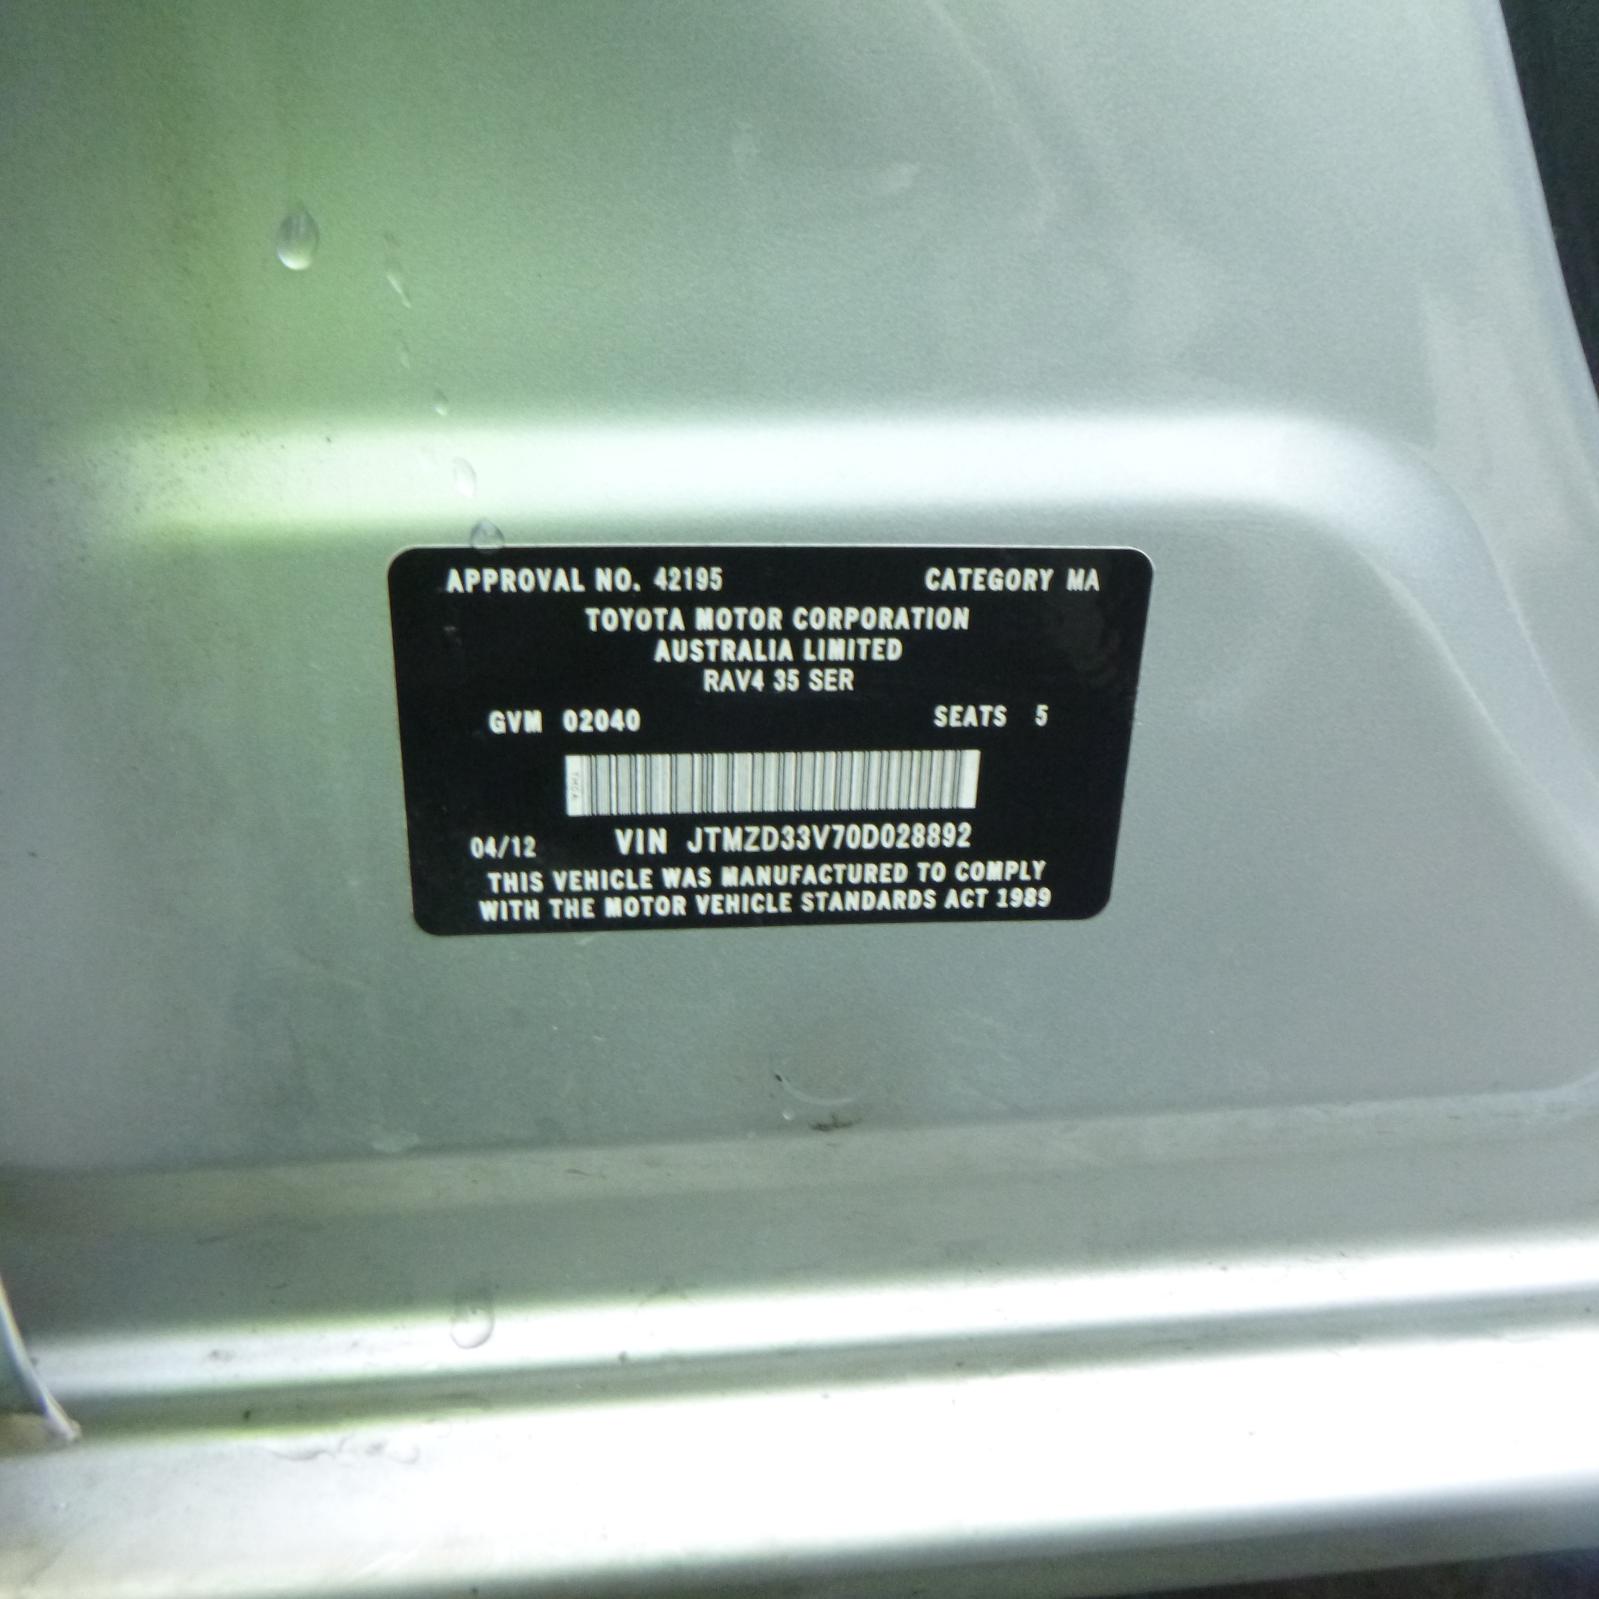 APPROVAL NO. 42195 CATEGORY MA
TOYOTA MOTOR CORPORATION
AUSTRALIA LIMITED
RAV4 35 SER
GVM 02040 SEATS 5
04/12 VIN JTMZD33V70D028892
THIS VEHICLE WAS MANUFACTURED TO COMPLY
WITH THE MOTOR VEHICLE STANDARDS ACT 1989